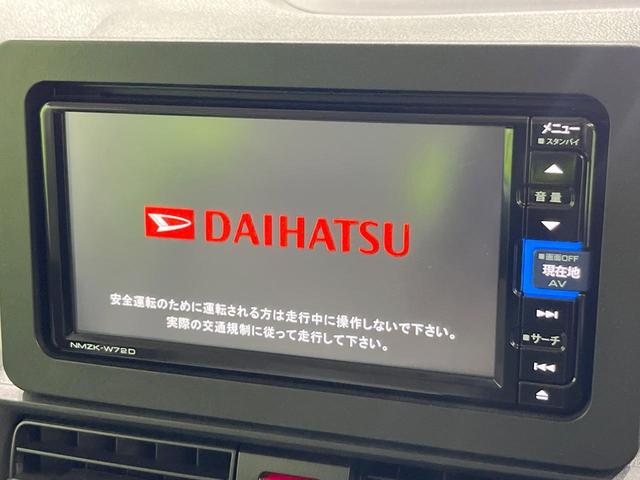 DAIHATSU
安全運転のために運転される方は走行中に操作しないで下さい。
実際の交通規制に従って走行して下さい。
NMZK-W72D
メニュー
スタンバイ
音量
画面OFF
現在地
AV
サーチ